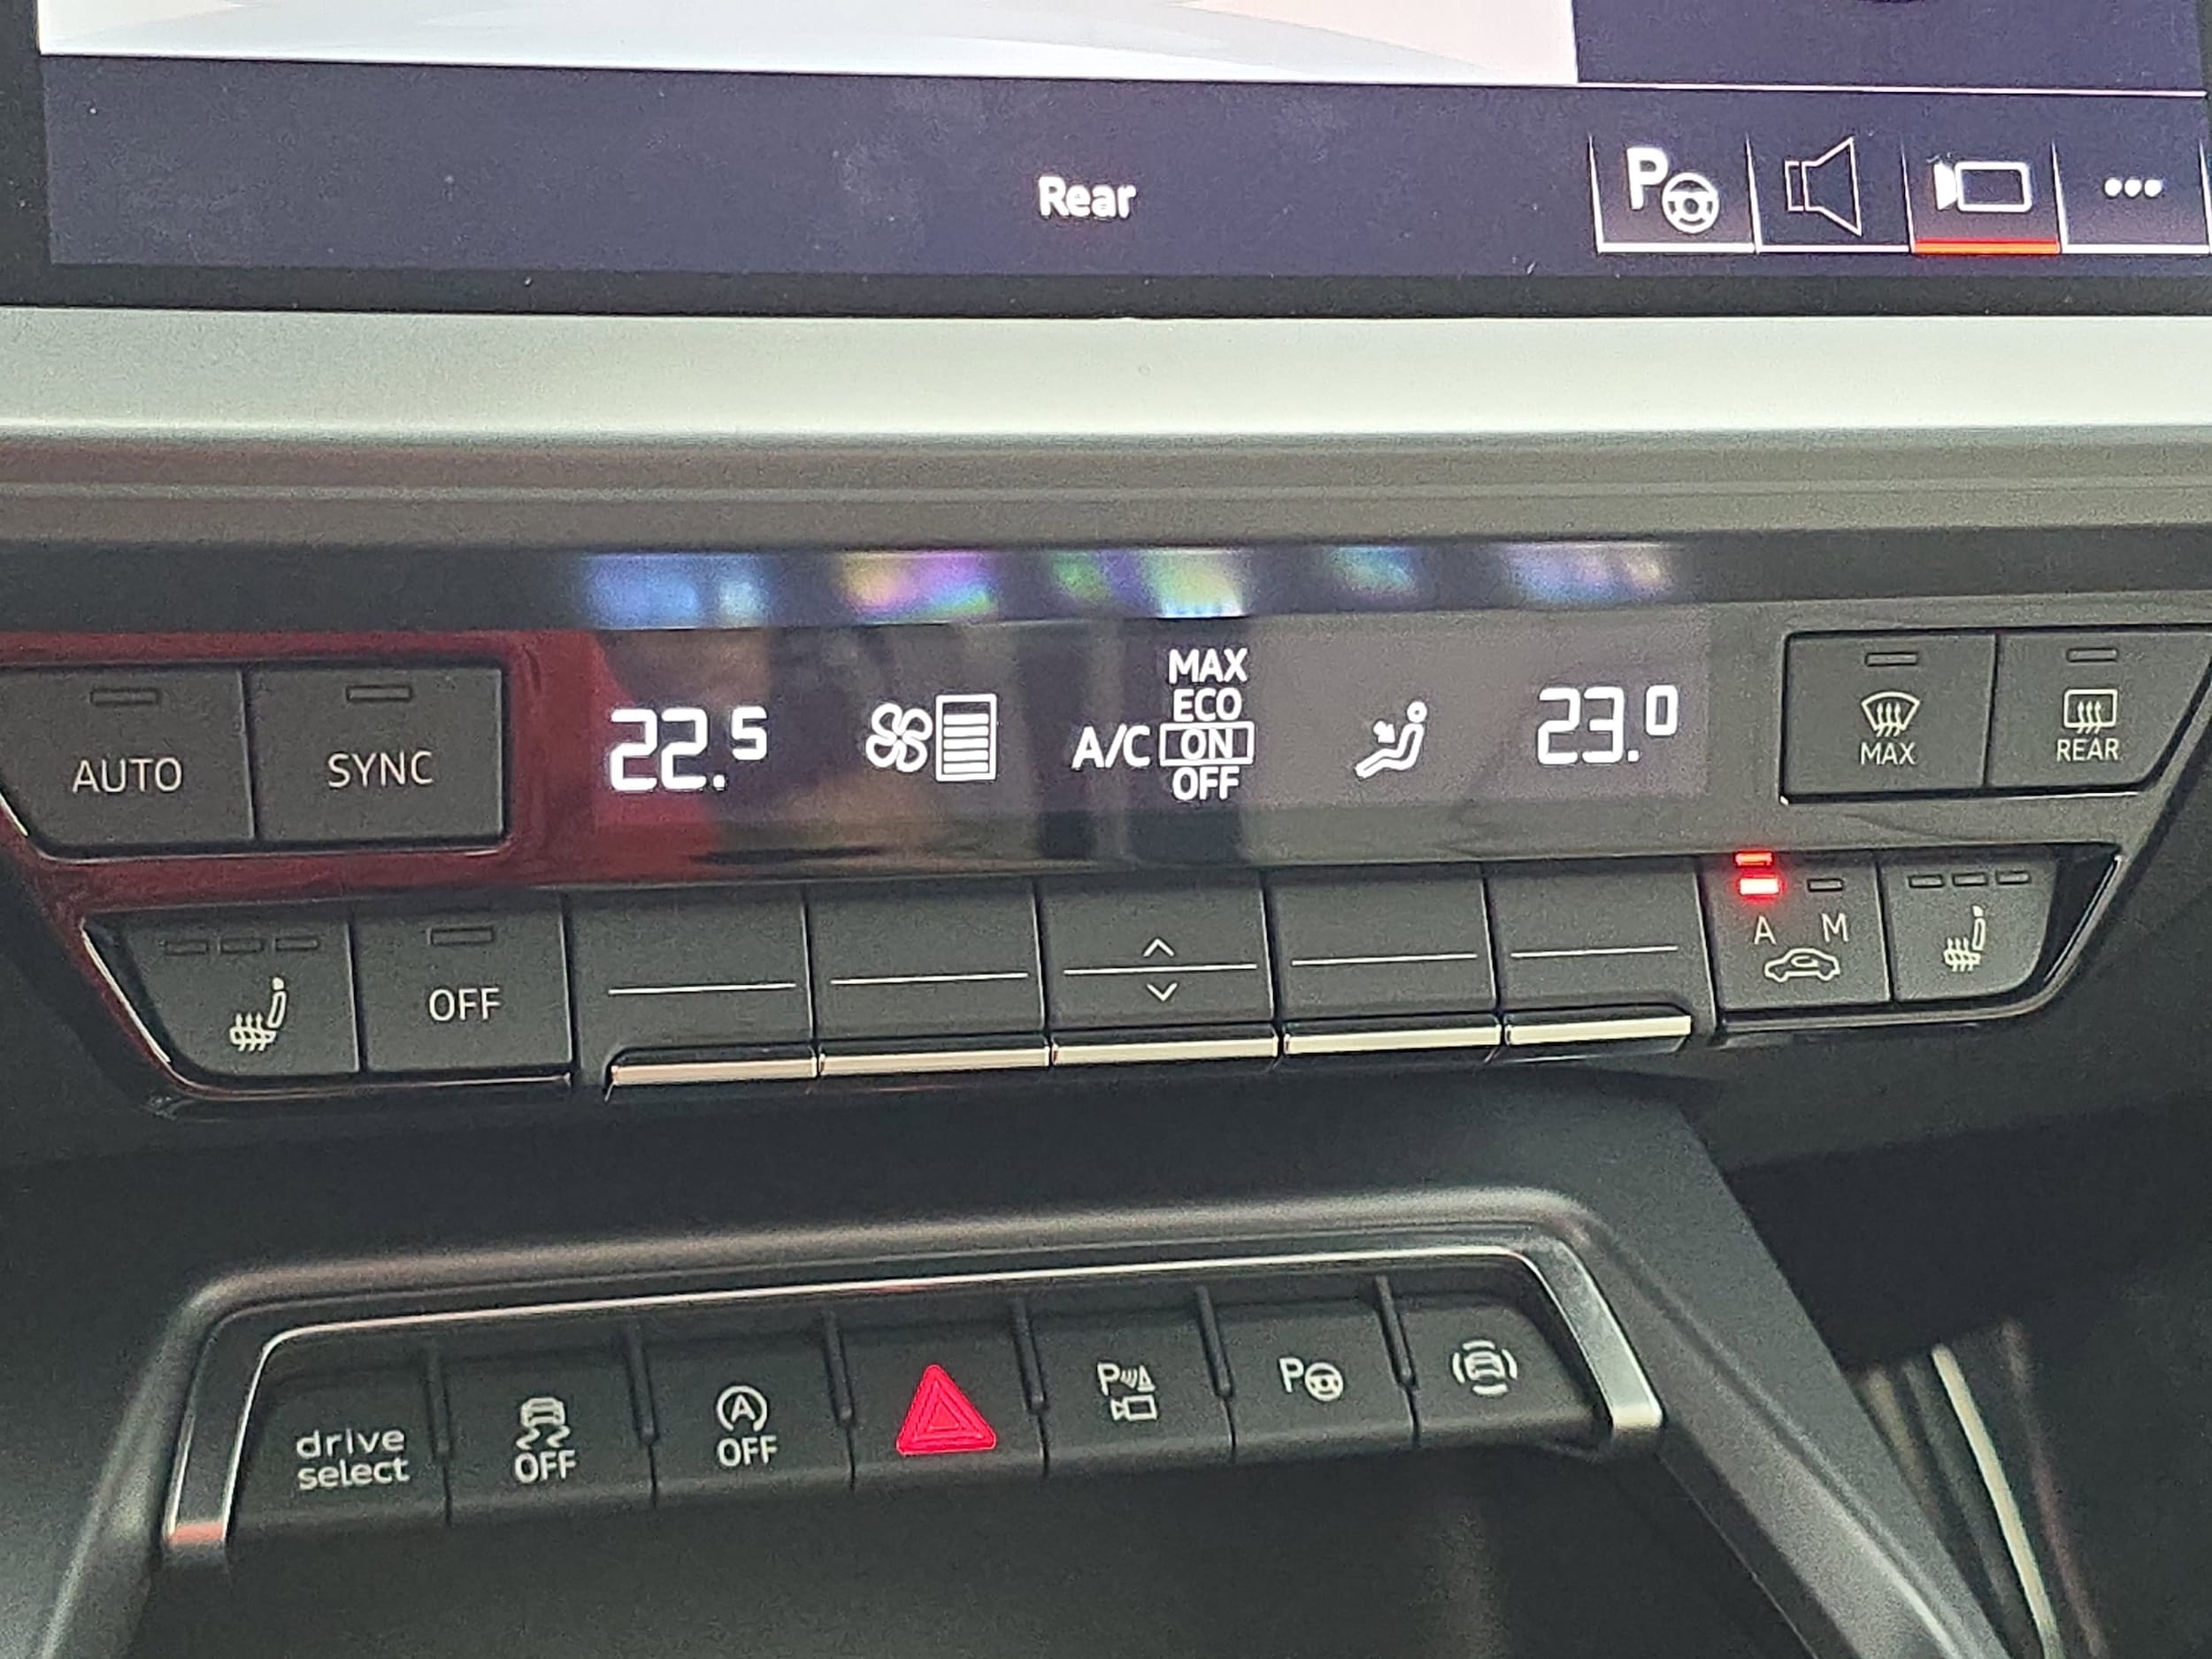 Rear
P
AUTO
SYNC
22.5
A/C
MAX
ECO
ON
OFF
23.0
MAX
REAR
OFF
A M
drive
select
OFF
A
OFF
P
P